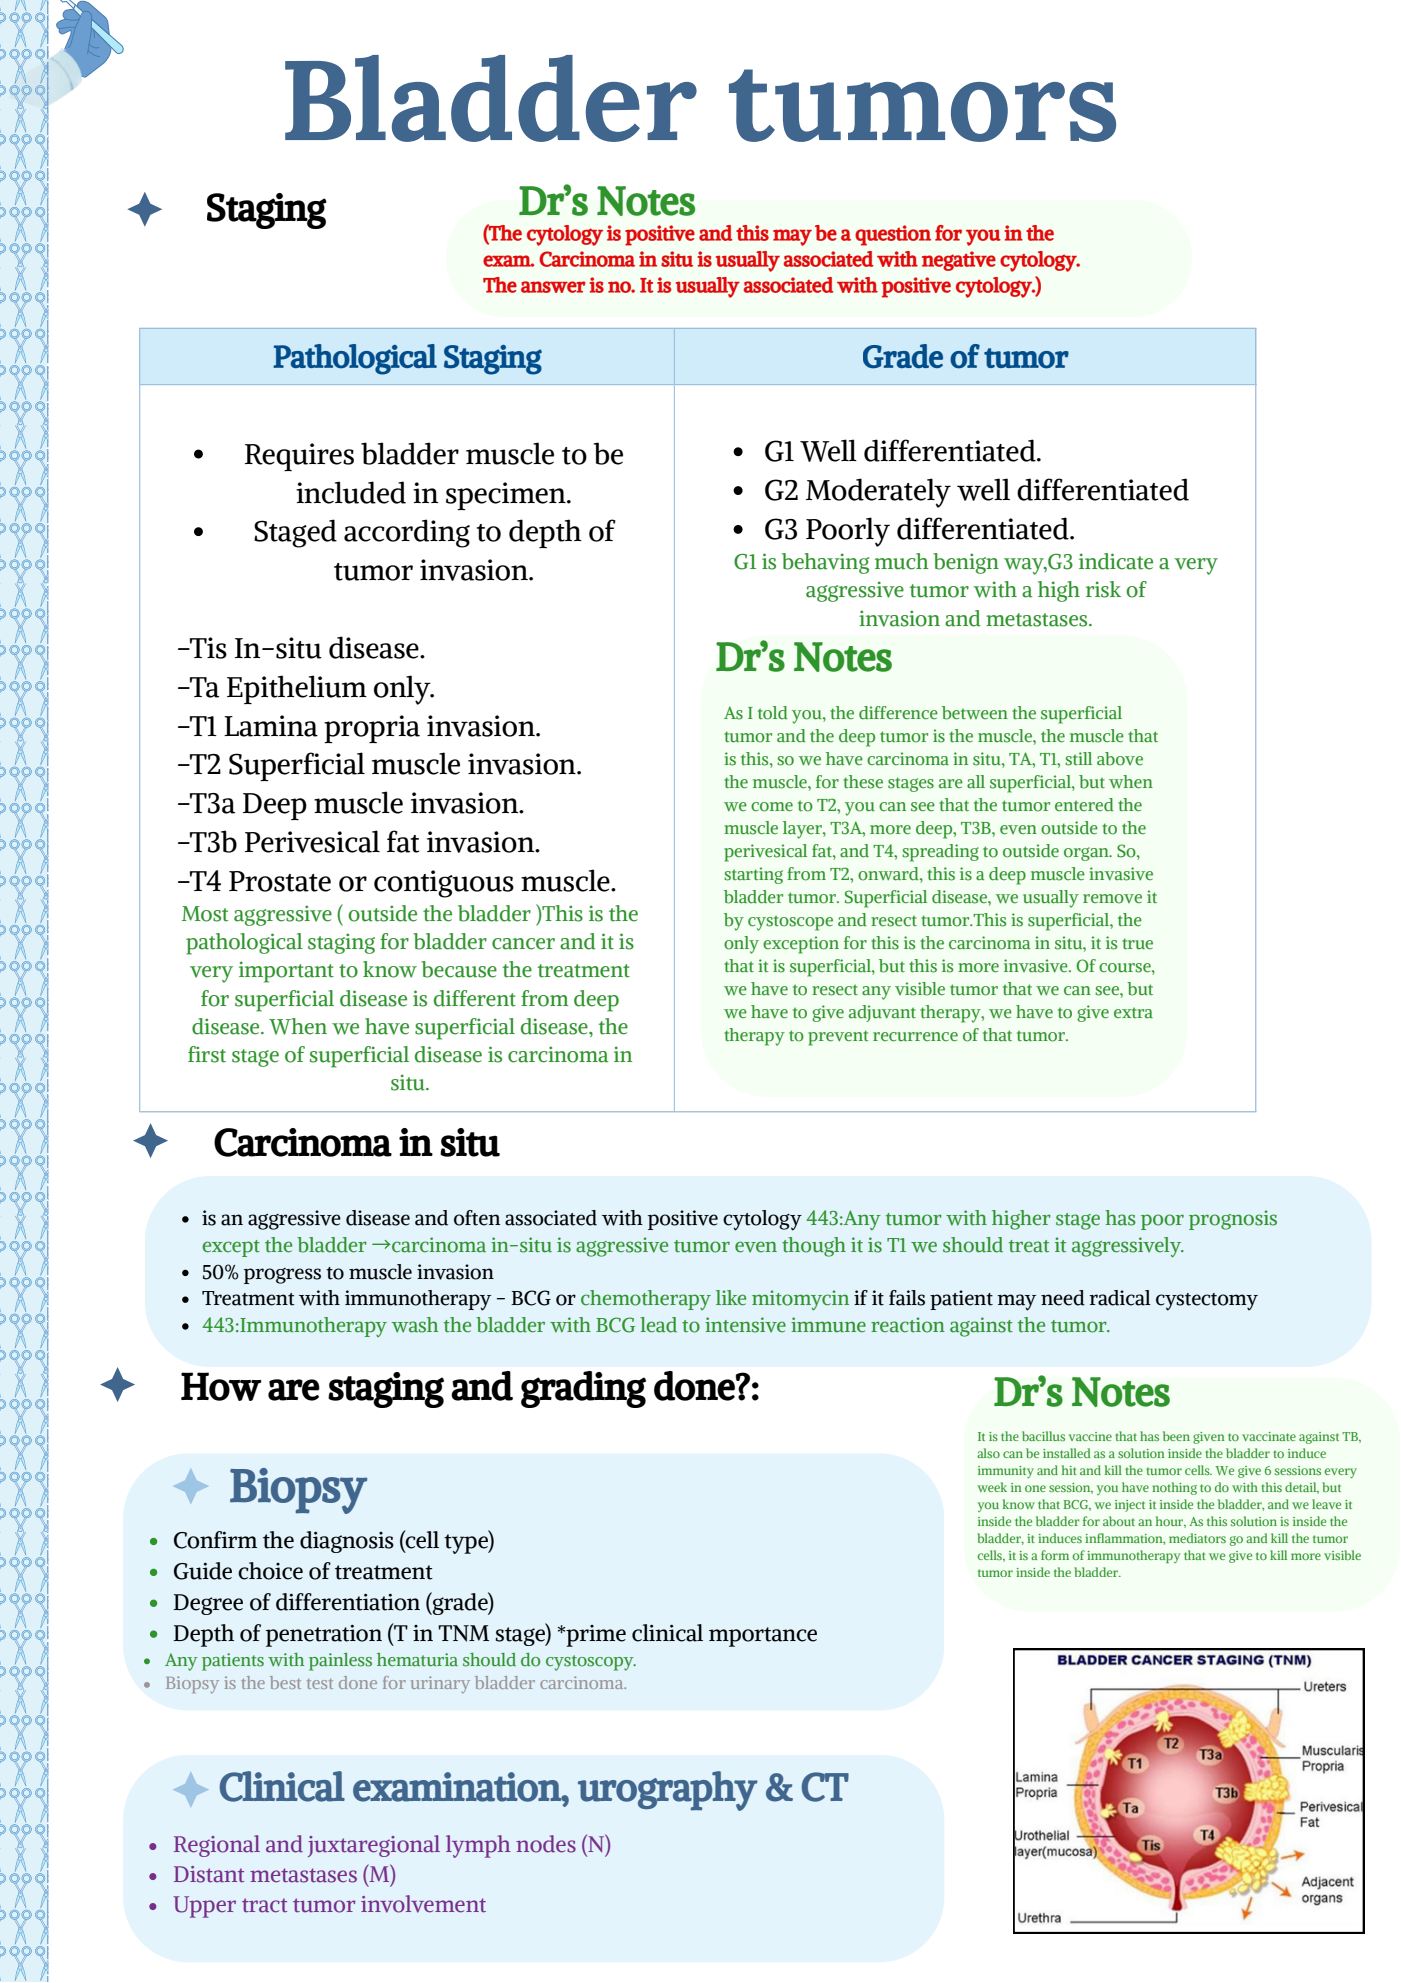 Bladder tumors
Staging
Dr's Notes
(The cytology is positive and this may be a question for you in the
exam. Carcinoma in situ is usually associated with negative cytology.
The answer is no. It is usually associated with positive cytology.)
Pathological Staging
• Requires bladder muscle to be
included in specimen.
• Staged according to depth of
tumor invasion.
-Tis In-situ disease.
-Ta Epithelium only.
-T1 Lamina propria invasion.
-T2 Superficial muscle invasion.
-T3a Deep muscle invasion.
-T3b Perivesical fat invasion.
-T4 Prostate or contiguous muscle.
Most aggressive ( outside the bladder )This is the
pathological staging for bladder cancer and it is
very important to know because the treatment
for superficial disease is different from deep
disease. When we have superficial disease, the
first stage of superficial disease is carcinoma in
situ.
Grade of tumor
• G1 Well differentiated.
• G2 Moderately well differentiated
• G3 Poorly differentiated.
G1 is behaving much benign way,G3 indicate a very
aggressive tumor with a high risk of
invasion and metastases.
Dr's Notes
As I told you, the difference between the superficial
tumor and the deep tumor is the muscle, the muscle that
is this, so we have carcinoma in situ, TA, T1, still above
the muscle, for these stages are all superficial, but when
we come to T2, you can see that the tumor entered the
muscle layer, T3A, more deep, T3B, even outside to the
perivesical fat, and T4, spreading to outside organ. So,
starting from T2, onward, this is a deep muscle invasive
bladder tumor. Superficial disease, we usually remove it
by cystoscope and resect tumor.This is superficial, the
only exception for this is the carcinoma in situ, it is true
that it is superficial, but this is more invasive. Of course,
we have to resect any visible tumor that we can see, but
we have to give adjuvant therapy, we have to give extra
therapy to prevent recurrence of that tumor.
Carcinoma in situ
• is an aggressive disease and often associated with positive cytology 443:Any tumor with higher stage has poor prognosis
except the bladder →carcinoma in-situ is aggressive tumor even though it is T1 we should treat it aggressively.
• 50% progress to muscle invasion
• Treatment with immunotherapy - BCG or chemotherapy like mitomycin if it fails patient may need radical cystectomy
• 443:Immunotherapy wash the bladder with BCG lead to intensive immune reaction against the tumor.
How are staging and grading done?:
Dr's Notes
It is the bacillus vaccine that has been given to vaccinate against TB,
also can be installed as a solution inside the bladder to induce
immunity and hit and kill the tumor cells. We give 6 sessions every
week in one session, you have nothing to do with this detail, but
you know that BCG, we inject it inside the bladder, and we leave it
inside the bladder for about an hour, As this solution is inside the
bladder, it induces inflammation, mediators go and kill the tumor
cells, it is a form of immunotherapy that we give to kill more visible
tumor inside the bladder.
Biopsy
• Confirm the diagnosis (cell type)
• Guide choice of treatment
• Degree of differentiation (grade)
• Depth of penetration (T in TNM stage) *prime clinical mportance
• Any patients with painless hematuria should do cystoscopy.
• Biopsy is the best test done for urinary bladder carcinoma.
Clinical examination, urography & CT
• Regional and juxtaregional lymph nodes (N)
• Distant metastases (M)
• Upper tract tumor involvement
BLADDER CANCER STAGING (TNM)
Ureters
T2
T3a
T1
Muscularis
Propria
Lamina
Propria
T3b
Ta
Perivesical
Fat
Urothelial
layer(mucosa)
Tis
T4
Adjacent
organs
Urethra